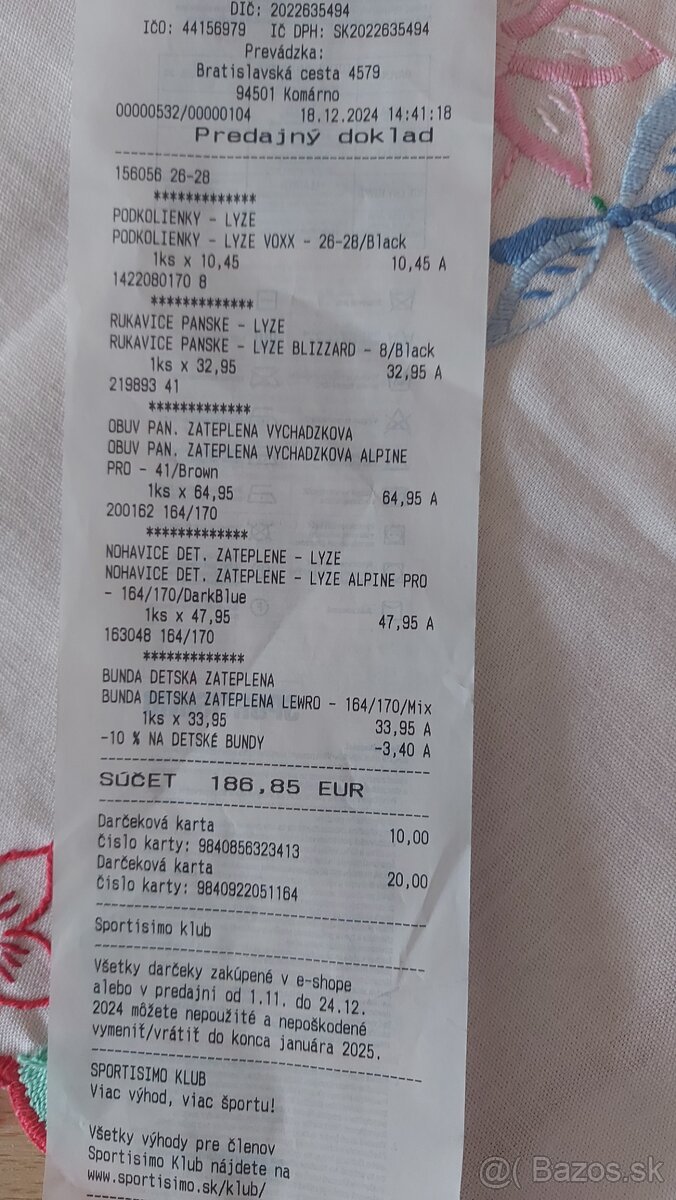 DIČ: 2022635494
IČO: 44156979 IČ DPH: SK2022635494
Prevádzka:
Bratislavská cesta 4579
94501 Komárno
00000532/00000104 18.12.2024 14:41:18
Predajný doklad
156056 26-28
*************
PODKOLIENKY - LYZE
PODKOLIENKY - LYZE VOXX - 26-28/Black
1ks x 10,45 10,45 A
1422080170 8
*************
RUKAVICE PANSKE - LYZE
RUKAVICE PANSKE - LYZE BLIZZARD - 8/Black
1ks x 32,95 32,95 A
219893 41
*************
OBUV PAN. ZATEPLENA VYCHADZKOVA
OBUV PAN. ZATEPLENA VYCHADZKOVA ALPINE
PRO - 41/Brown
1ks x 64,95 64,95 A
200162 164/170
*************
NOHAVICE DET. ZATEPLENE - LYZE
NOHAVICE DET. ZATEPLENE - LYZE ALPINE PRO
- 164/170/DarkBlue
1ks x 47,95 47,95 A
163048 164/170
*************
BUNDA DETSKA ZATEPLENA
BUNDA DETSKA ZATEPLENA LEWRO - 164/170/Mix
1ks x 33,95 33,95 A
-10 % NA DETSKÉ BUNDY -3,40 A
SÚČET 186,85 EUR
Darčeková karta 10,00
Číslo karty: 9840856323413
Darčeková karta 20,00
Číslo karty: 9840922051164
Sportisimo klub
Všetky darčeky zakúpené v e-shope
alebo v predajni od 1.11. do 24.12.
2024 môžete nepoužité a nepoškodené
vymeniť/vrátiť do konca januára 2025.
SPORTISIMO KLUB
Viac výhod, viac športu!
Všetky výhody pre členov
Sportisimo Klub nájdete na
www.sportisimo.sk/klub/
Bazos.sk